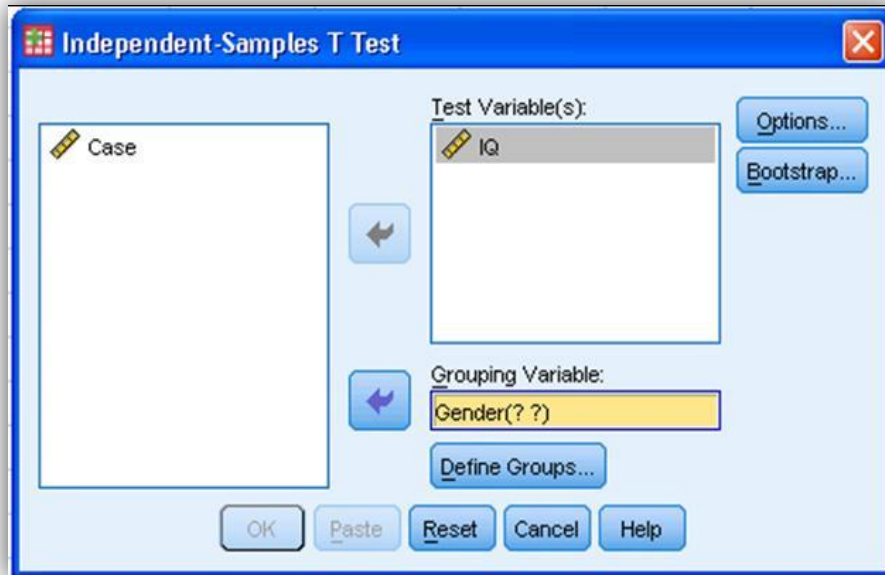 Independent-Samples T Test
Case
Test Variable(s):
IQ
Options...
Bootstrap...
Grouping Variable:
Gender(? ?)
Define Groups...
OK Paste Reset Cancel Help